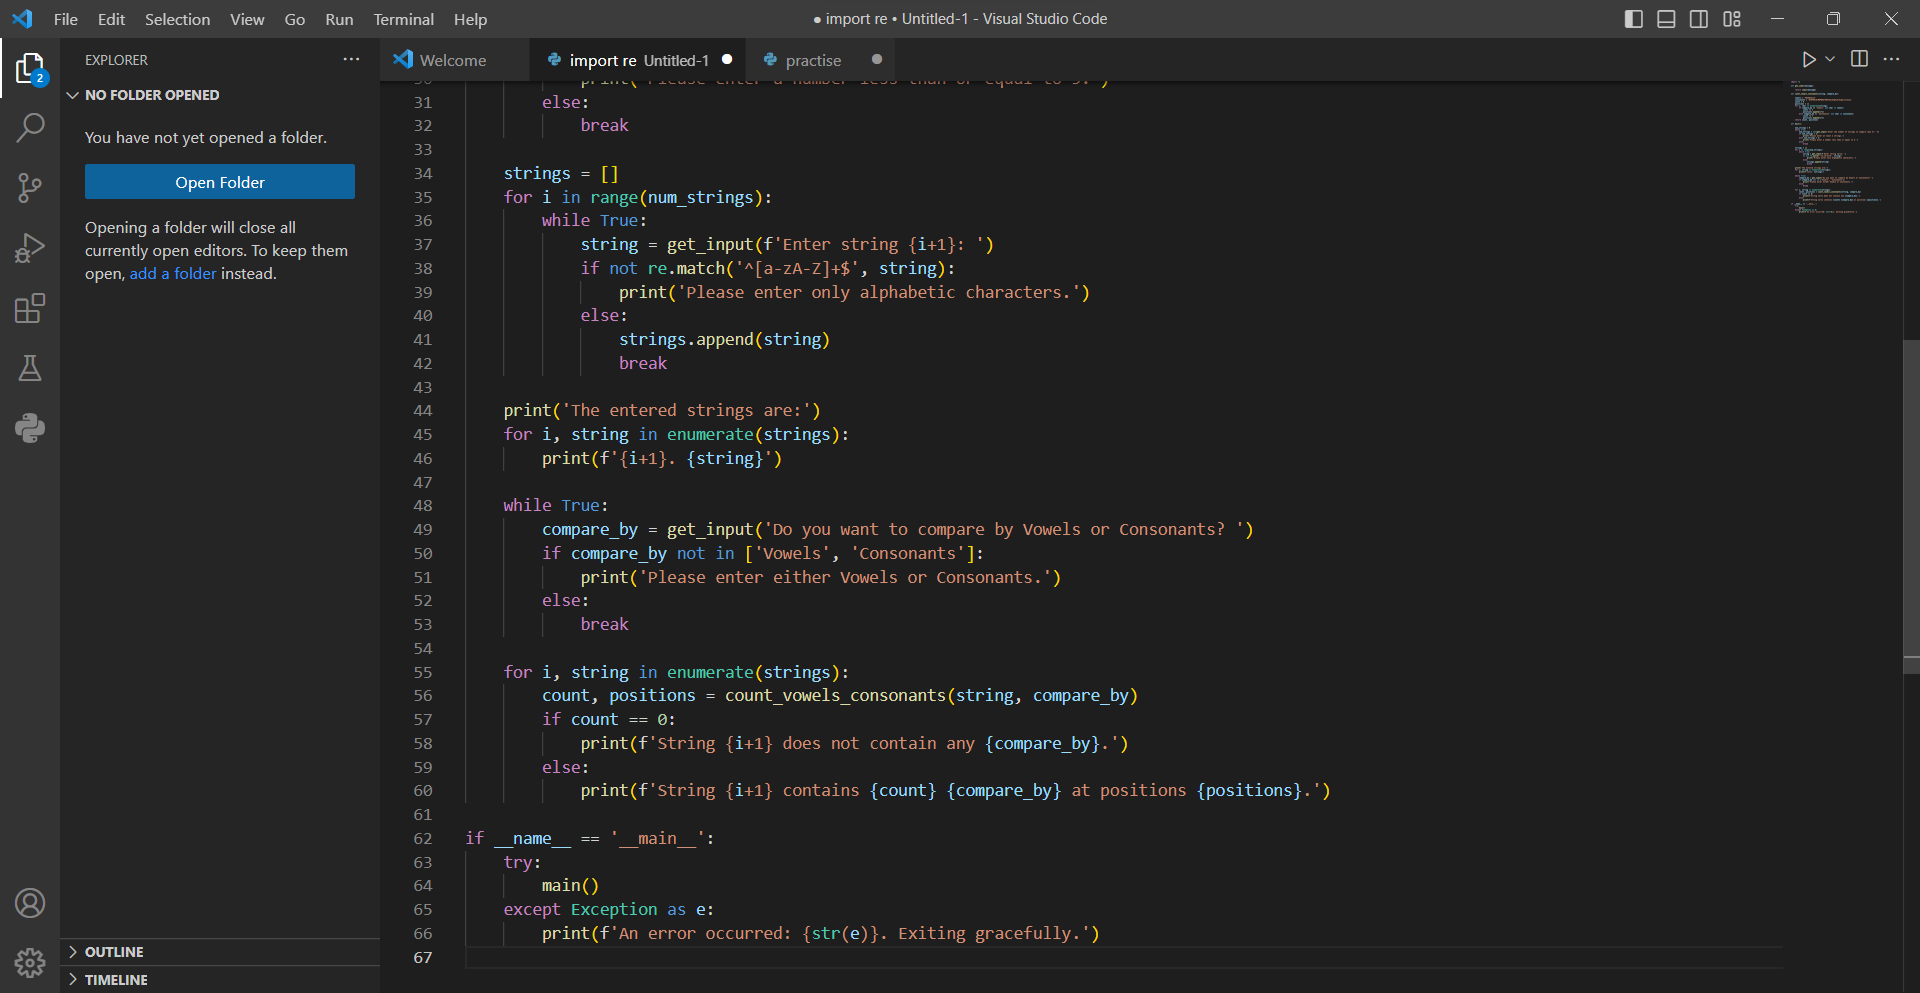 File Edit Selection View Go Run Terminal Help
● import re • Untitled-1 - Visual Studio Code
EXPLORER
NO FOLDER OPENED
You have not yet opened a folder.
Open Folder
Opening a folder will close all
currently open editors. To keep them
open, add a folder instead.
OUTLINE
TIMELINE
2
Welcome
import re Untitled-1
practise
31 else:
32 break
33
34 strings = []
35 for i in range(num_strings):
36 while True:
37 string = get_input(f'Enter string {i+1}: ')
38 if not re.match('^[a-zA-Z]+$', string):
39 print('Please enter only alphabetic characters.')
40 else:
41 strings.append(string)
42 break
43
44 print('The entered strings are:')
45 for i, string in enumerate(strings):
46 print(f'{i+1}. {string}')
47
48 while True:
49 compare_by = get_input('Do you want to compare by Vowels or Consonants? ')
50 if compare_by not in ['Vowels', 'Consonants']:
51 print('Please enter either Vowels or Consonants.')
52 else:
53 break
54
55 for i, string in enumerate(strings):
56 count, positions = count_vowels_consonants(string, compare_by)
57 if count == 0:
58 print(f'String {i+1} does not contain any {compare_by}.')
59 else:
60 print(f'String {i+1} contains {count} {compare_by} at positions {positions}.')
61
62 if __name__ == '__main__':
63 try:
64 main()
65 except Exception as e:
66 print(f'An error occurred: {str(e)}. Exiting gracefully.')
67